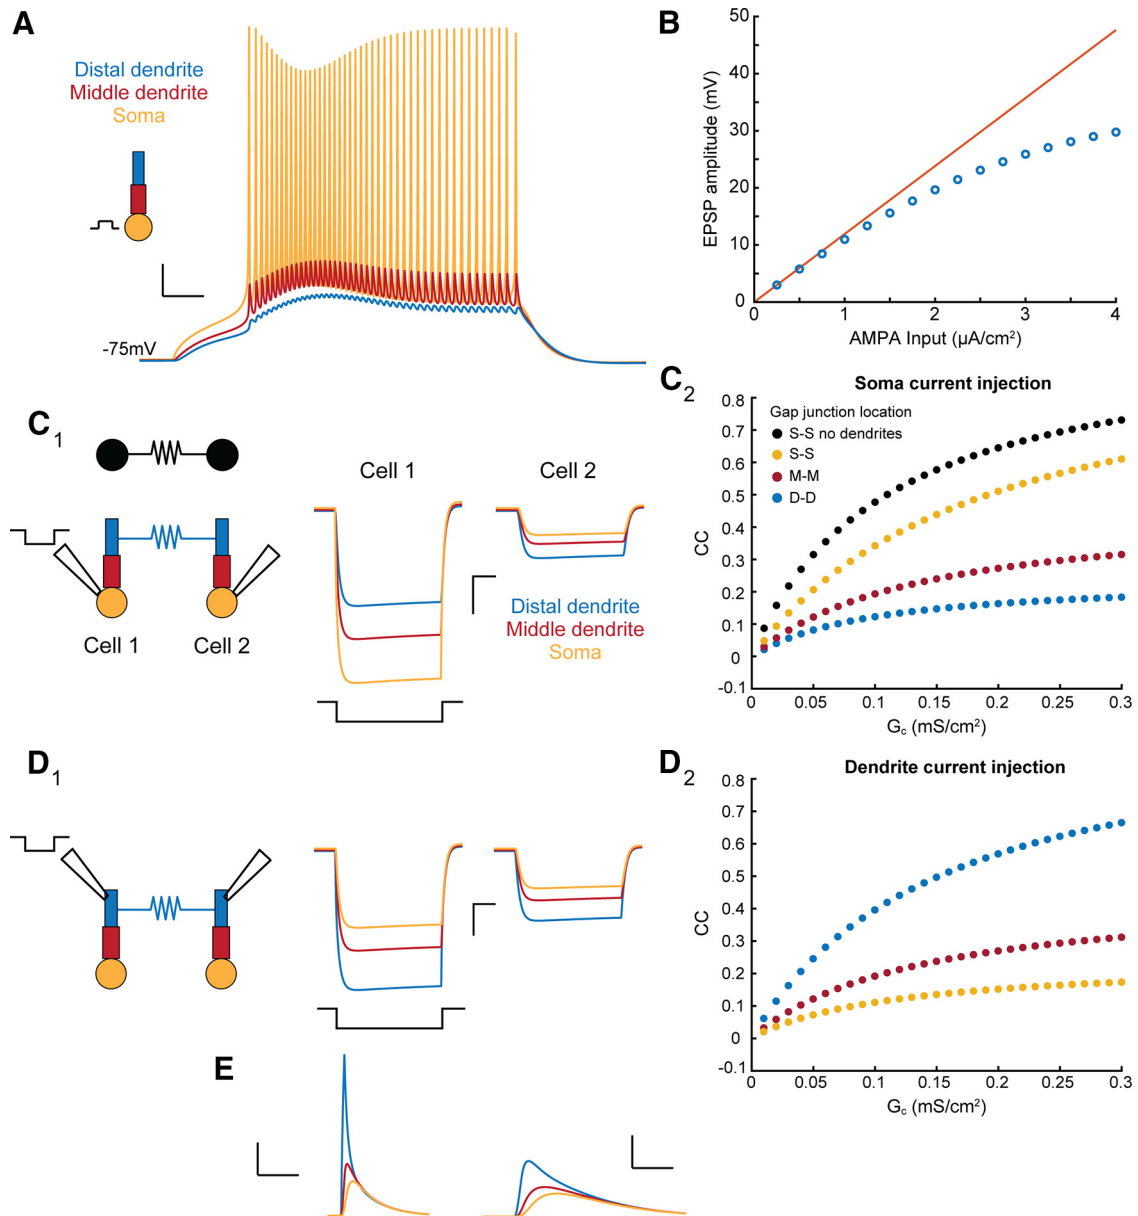 A
Distal dendrite
Middle dendrite
Soma
-75mV
B
EPSP amplitude (mV)
50
40
30
20
10
0
0
1
2
3
4
AMPA Input (µA/cm²)
C1
Cell 1
Cell 2
Cell 1
Cell 2
Distal dendrite
Middle dendrite
Soma
C2
Soma current injection
Gap junction location
S-S no dendrites
S-S
M-M
D-D
CC
0.8
0.7
0.6
0.5
0.4
0.3
0.2
0.1
0
-0.1
0
0.05
0.1
0.15
0.2
0.25
0.3
Gc (mS/cm²)
D1
D2
Dendrite current injection
CC
0.8
0.7
0.6
0.5
0.4
0.3
0.2
0.1
0
-0.1
0
0.05
0.1
0.15
0.2
0.25
0.3
Gc (mS/cm²)
E